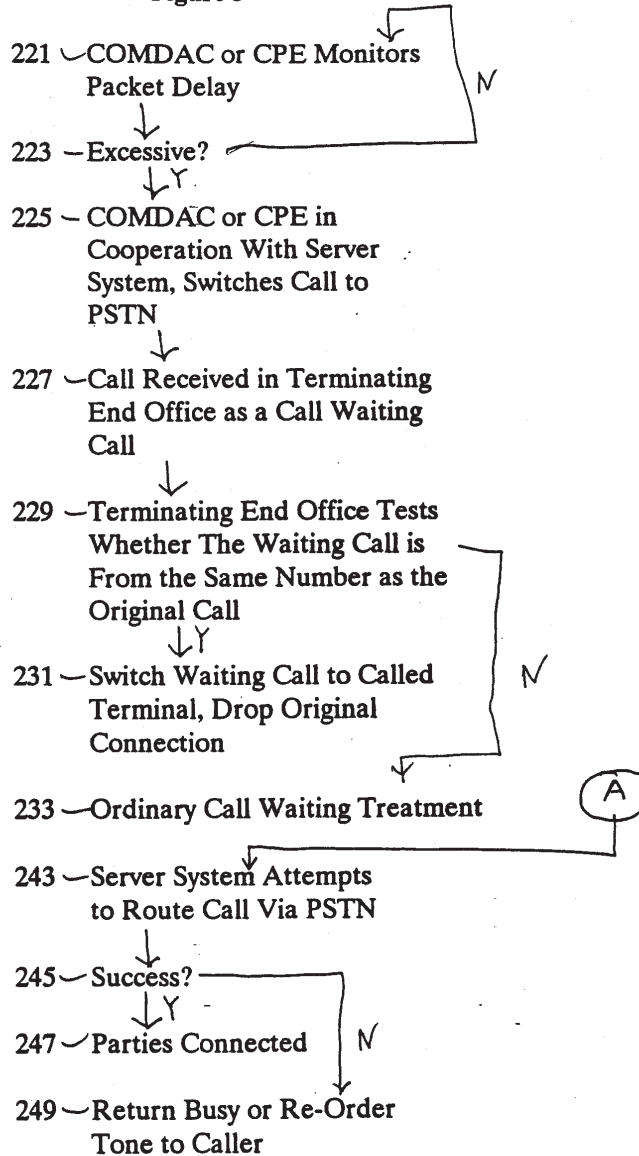 221 COMDAC or CPE Monitors
Packet Delay
N
223 Excessive?
Y
225 COMDAC or CPE in
Cooperation With Server
System, Switches Call to
PSTN
227 Call Received in Terminating
End Office as a Call Waiting
Call
229 Terminating End Office Tests
Whether The Waiting Call is
From the Same Number as the
Original Call
Y
231 Switch Waiting Call to Called
Terminal, Drop Original
Connection
N
233 Ordinary Call Waiting Treatment
A
243 Server System Attempts
to Route Call Via PSTN
245 Success?
Y
247 Parties Connected
N
249 Return Busy or Re-Order
Tone to Caller